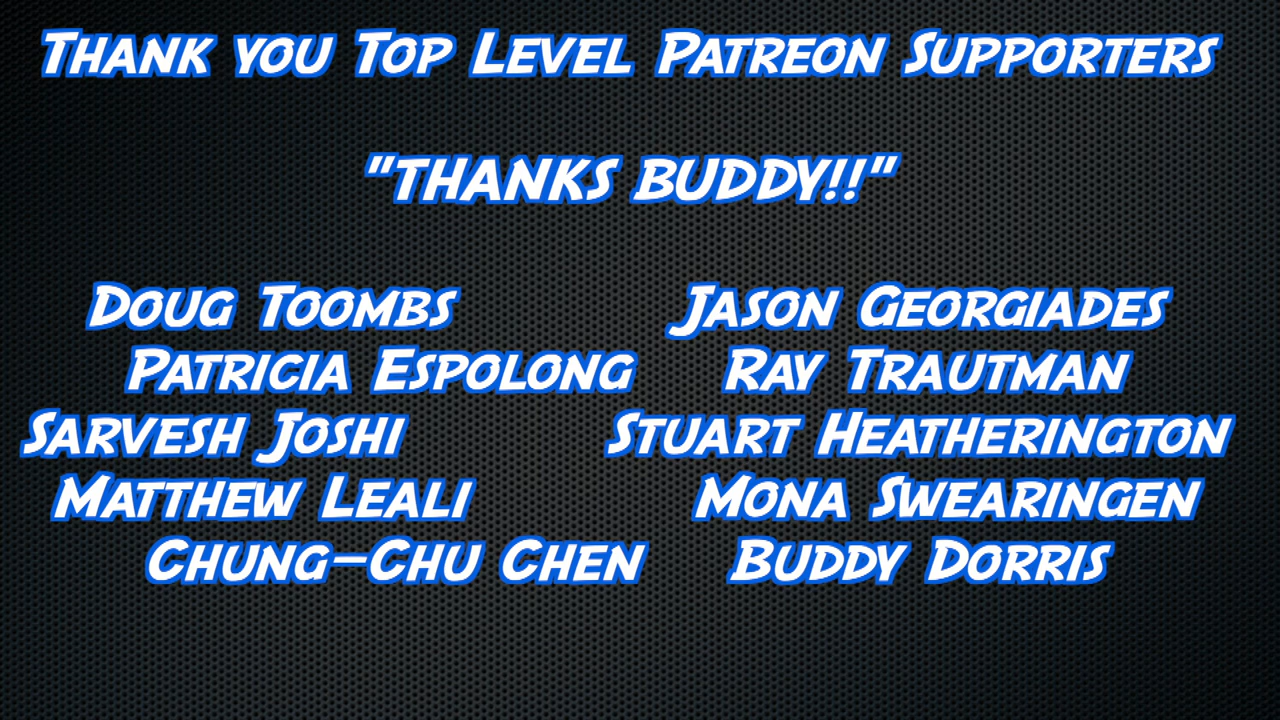 Thank you Top Level Patreon Supporters
"THANKS BUDDY!!"
Doug Toombs Jason Georgiades
Patricia Espolong Ray Trautman
Sarvesh Joshi Stuart Heatherington
Matthew Leali Mona Swearingen
Chung-Chu Chen Buddy Dorris